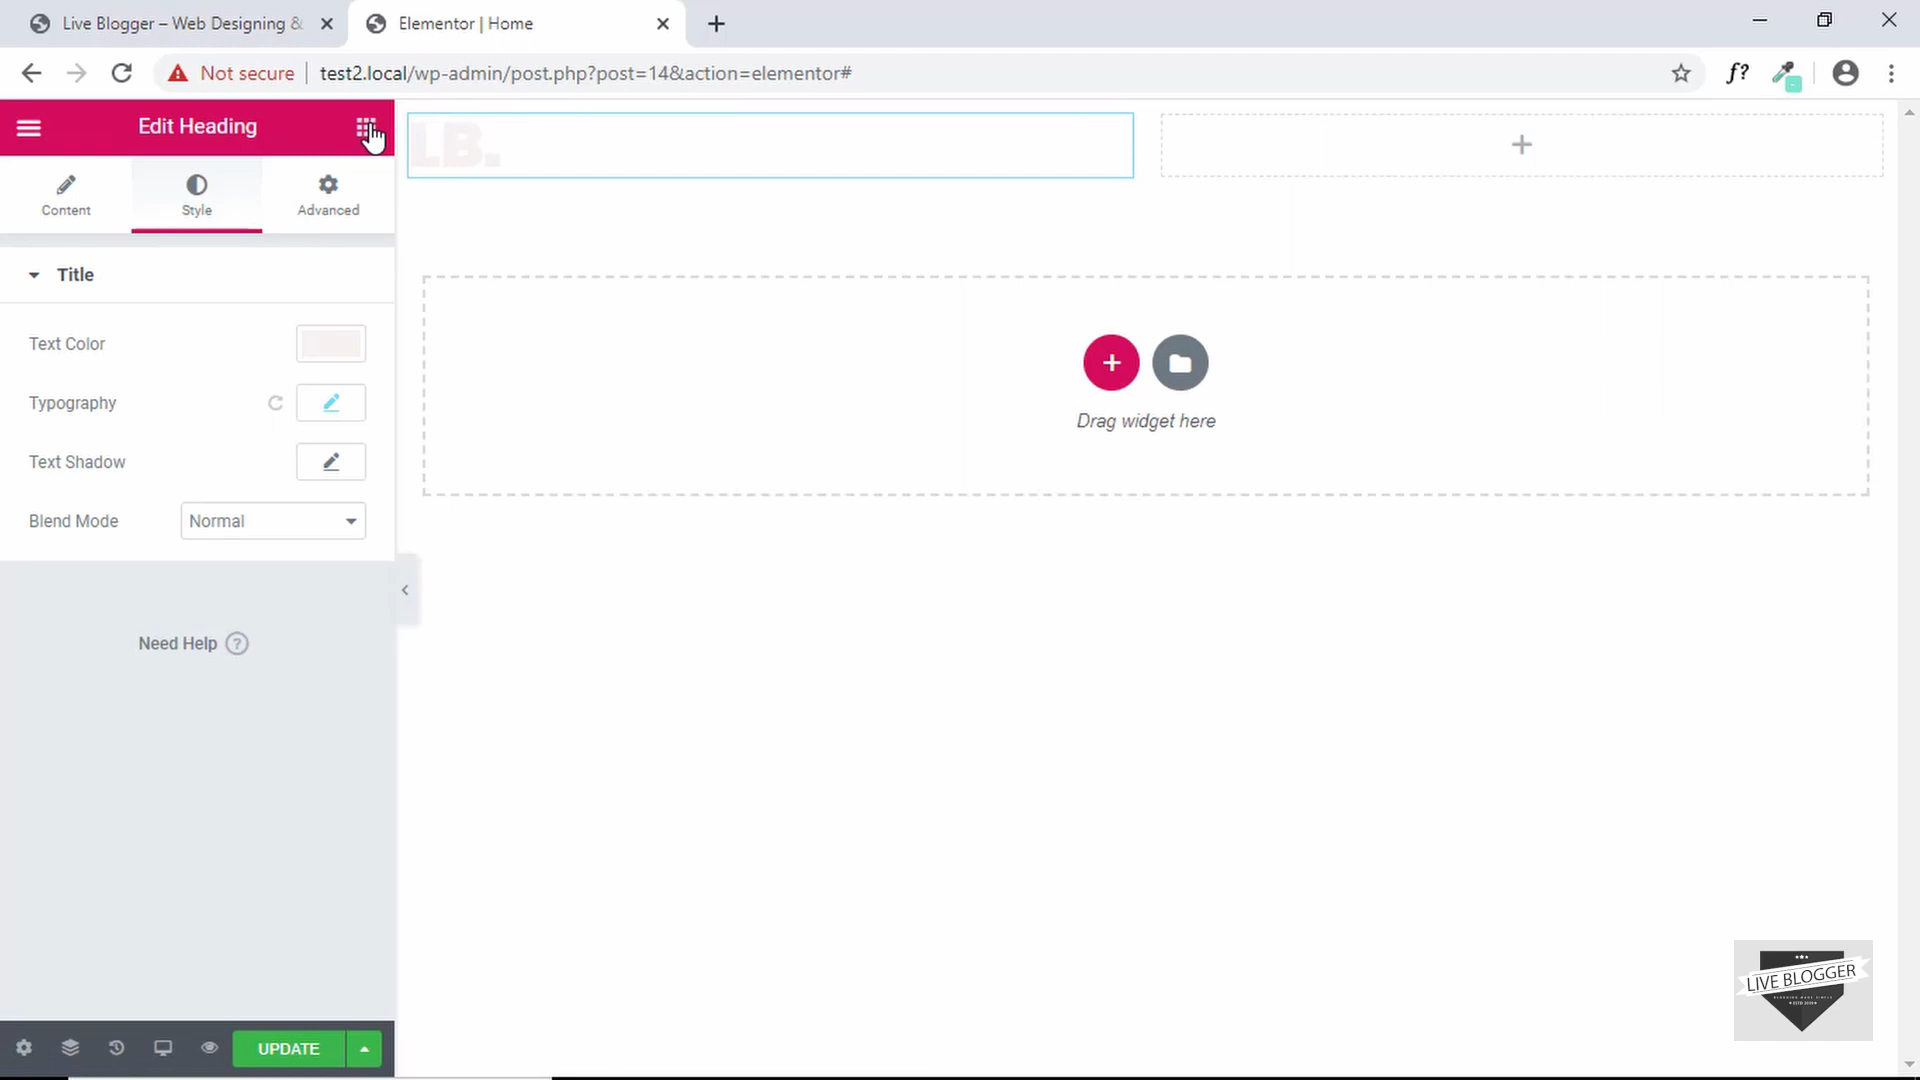 Live Blogger – Web Designing &
Elementor | Home
Not secure
test2.local/wp-admin/post.php?post=14&action=elementor#
f?
Edit Heading
LB.
Content
Style
Advanced
Title
Text Color
Typography
Text Shadow
Blend Mode
Normal
Drag widget here
Need Help ?
UPDATE
LIVE BLOGGER